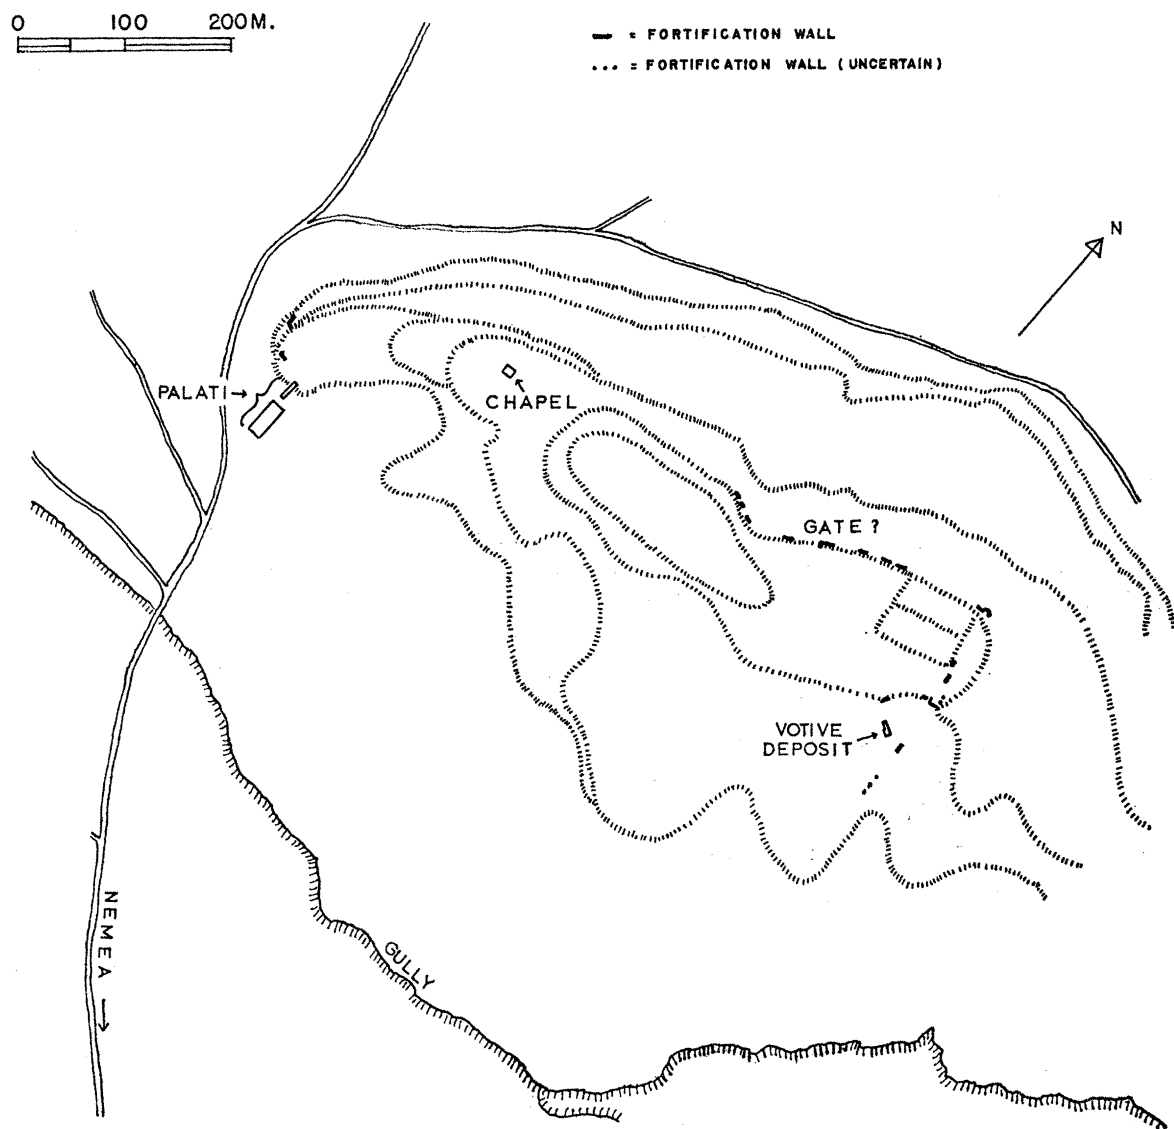 0 100 200M.
= FORTIFICATION WALL
... = FORTIFICATION WALL (UNCERTAIN)
N
PALATI→
CHAPEL
GATE ?
VOTIVE
DEPOSIT
NEMEA →
GULLY